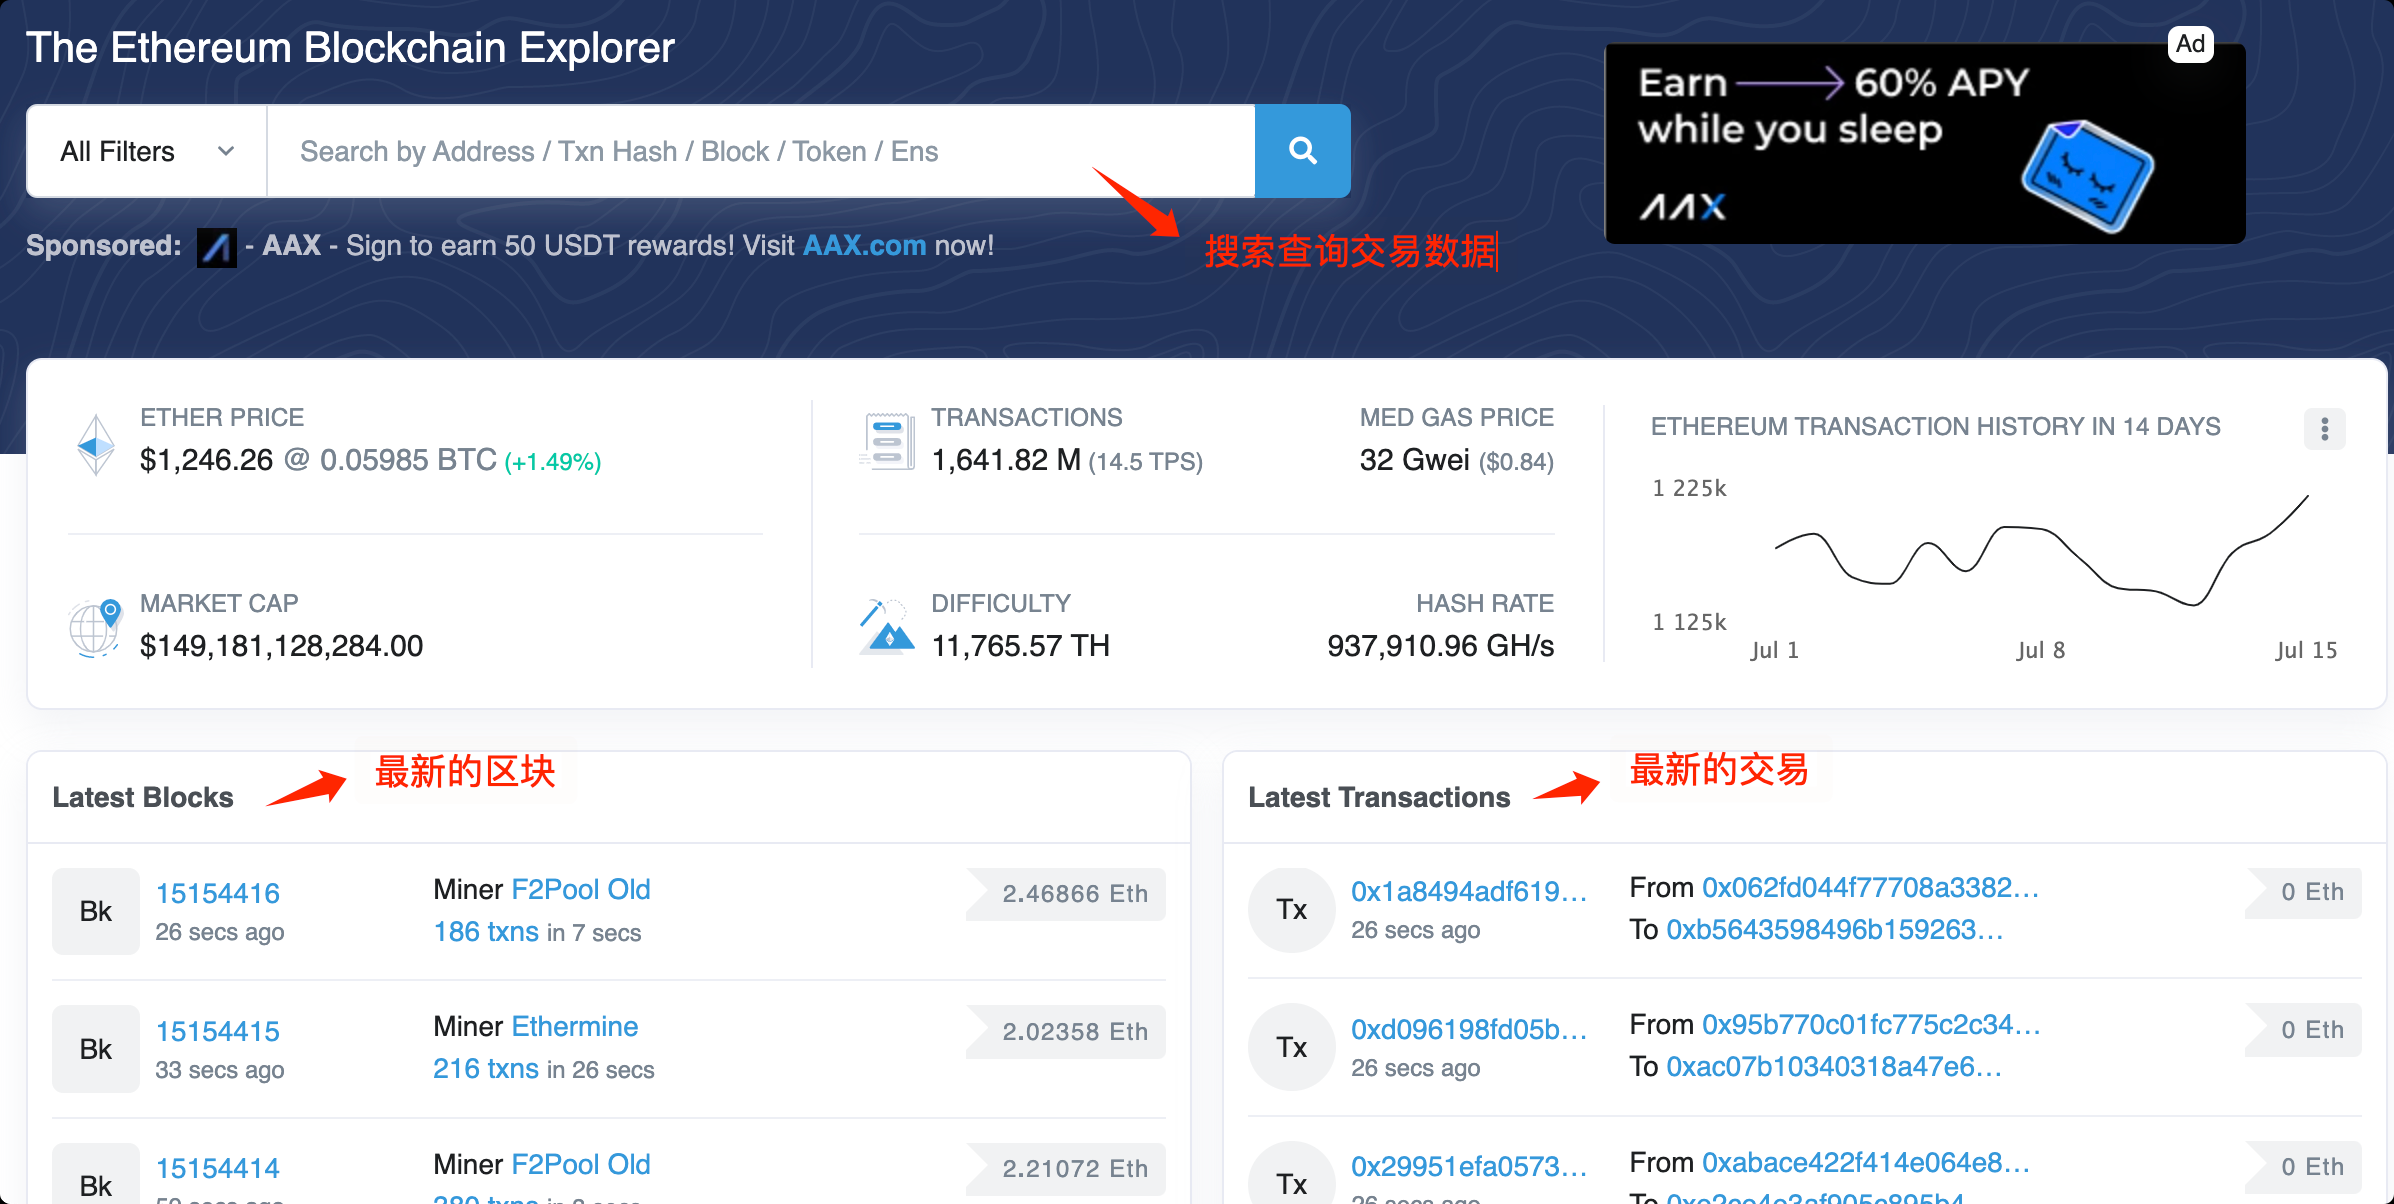 The Ethereum Blockchain Explorer
All Filters
Search by Address / Txn Hash / Block / Token / Ens
搜索查询交易数据
Sponsored: - AAX - Sign to earn 50 USDT rewards! Visit AAX.com now!
Ad
Earn 60% APY
while you sleep
AAX
ETHER PRICE
$1,246.26 @ 0.05985 BTC (+1.49%)
MARKET CAP
$149,181,128,284.00
TRANSACTIONS
1,641.82 M (14.5 TPS)
MED GAS PRICE
32 Gwei ($0.84)
DIFFICULTY
11,765.57 TH
HASH RATE
937,910.96 GH/s
ETHEREUM TRANSACTION HISTORY IN 14 DAYS
1 225k
1 125k
Jul 1 Jul 8 Jul 15
Latest Blocks
最新的区块
Bk
15154416
26 secs ago
Miner F2Pool Old
186 txns in 7 secs
2.46866 Eth
Bk
15154415
33 secs ago
Miner Ethermine
216 txns in 26 secs
2.02358 Eth
Bk
15154414
Miner F2Pool Old
2.21072 Eth
Latest Transactions
最新的交易
Tx
0x1a8494adf619...
26 secs ago
From 0x062fd044f77708a3382...
To 0xb5643598496b159263...
0 Eth
Tx
0xd096198fd05b...
26 secs ago
From 0x95b770c01fc775c2c34...
To 0xac07b10340318a47e6...
0 Eth
Tx
0x29951efa0573...
From 0xabace422f414e064e8...
0 Eth